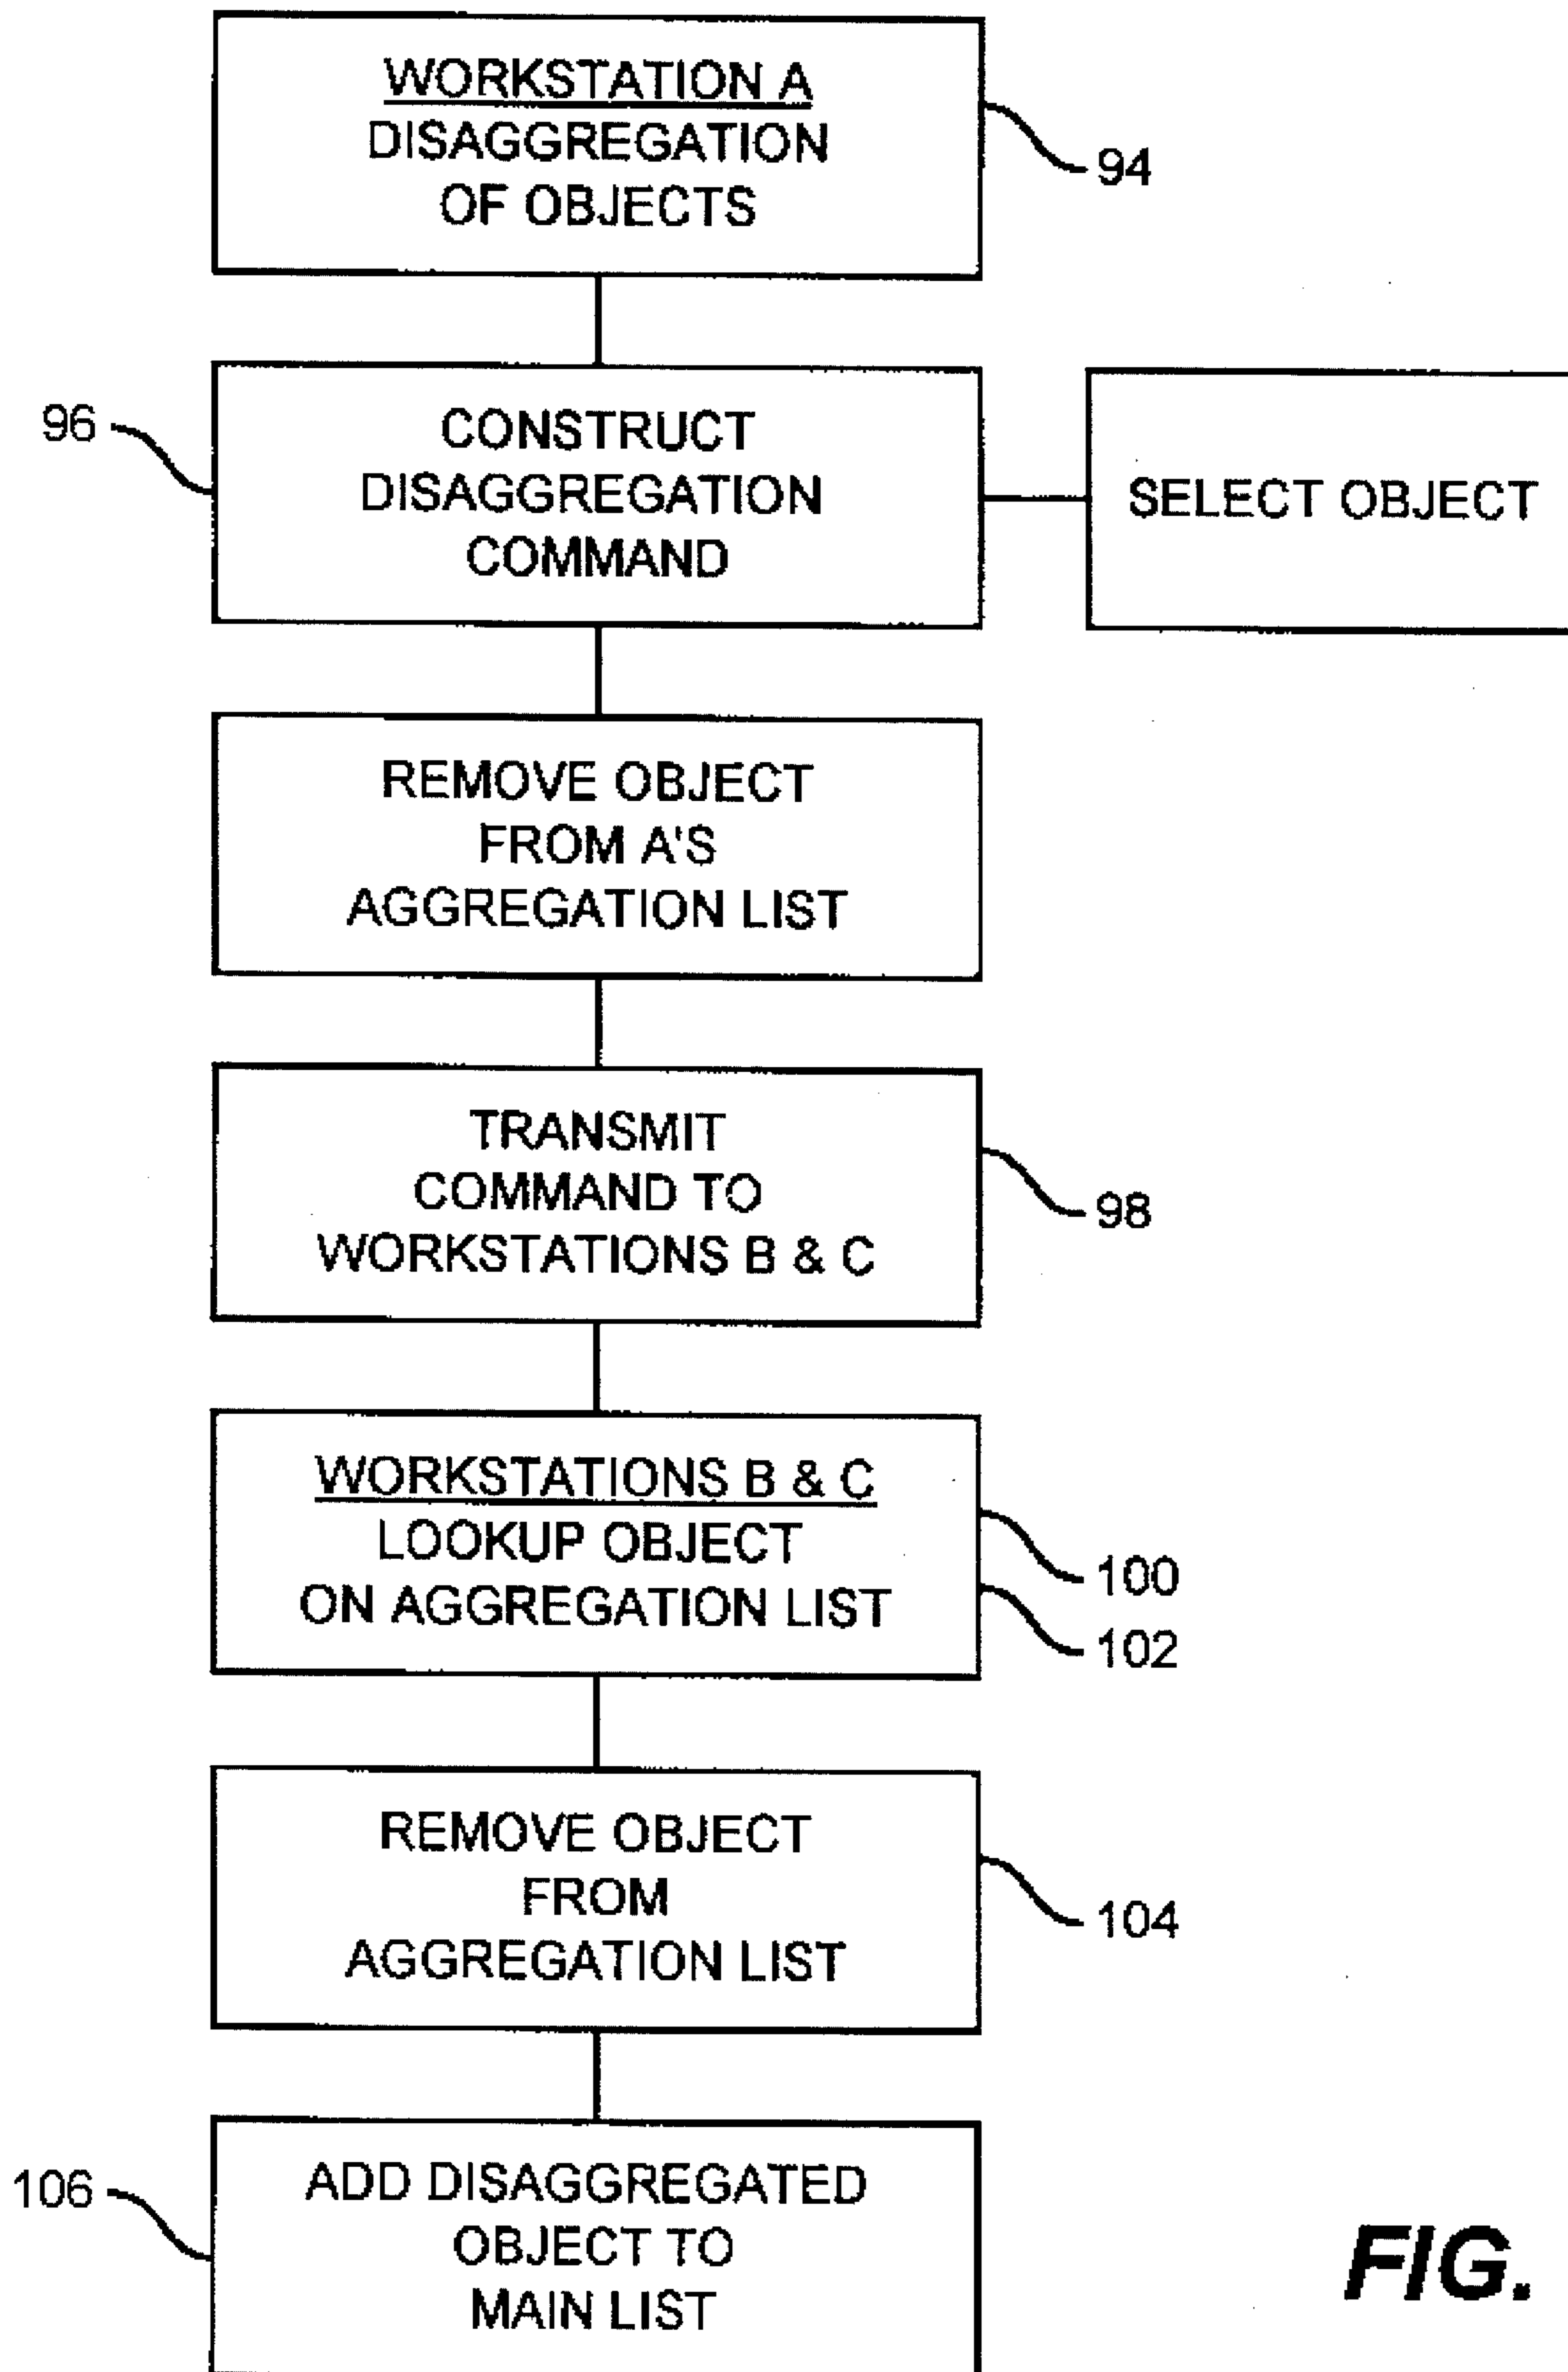 WORKSTATION A
DISAGGREGATION
OF OBJECTS
94
96
CONSTRUCT
DISAGGREGATION
COMMAND
SELECT OBJECT
REMOVE OBJECT
FROM A'S
AGGREGATION LIST
TRANSMIT
COMMAND TO
WORKSTATIONS B & C
98
WORKSTATIONS B & C
LOOKUP OBJECT
ON AGGREGATION LIST
100
102
REMOVE OBJECT
FROM
AGGREGATION LIST
104
106
ADD DISAGGREGATED
OBJECT TO
MAIN LIST
FIG.